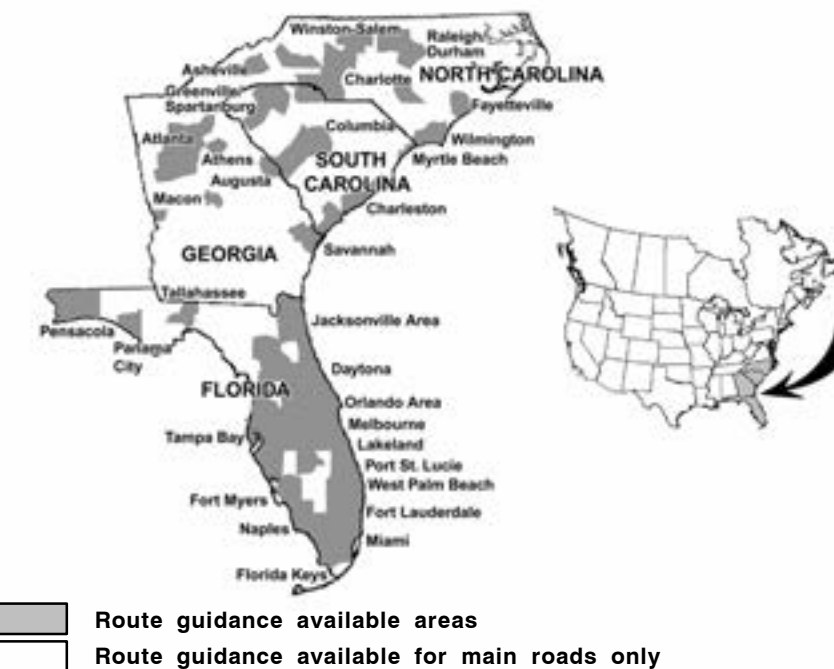 Winston-Salem
Raleigh/
Durham
Asheville
Charlotte
NORTH CAROLINA
Greenville/
Spartanburg
Fayetteville
Columbia
Atlanta
Wilmington
Athens
SOUTH
CAROLINA
Myrtle Beach
Augusta
Macon
Charleston
GEORGIA
Savannah
Tallahassee
Pensacola
Jacksonville Area
Panama
City
Daytona
FLORIDA
Orlando Area
Melbourne
Tampa Bay
Lakeland
Port St. Lucie
West Palm Beach
Fort Myers
Fort Lauderdale
Naples
Miami
Florida Keys
Route guidance available areas
Route guidance available for main roads only